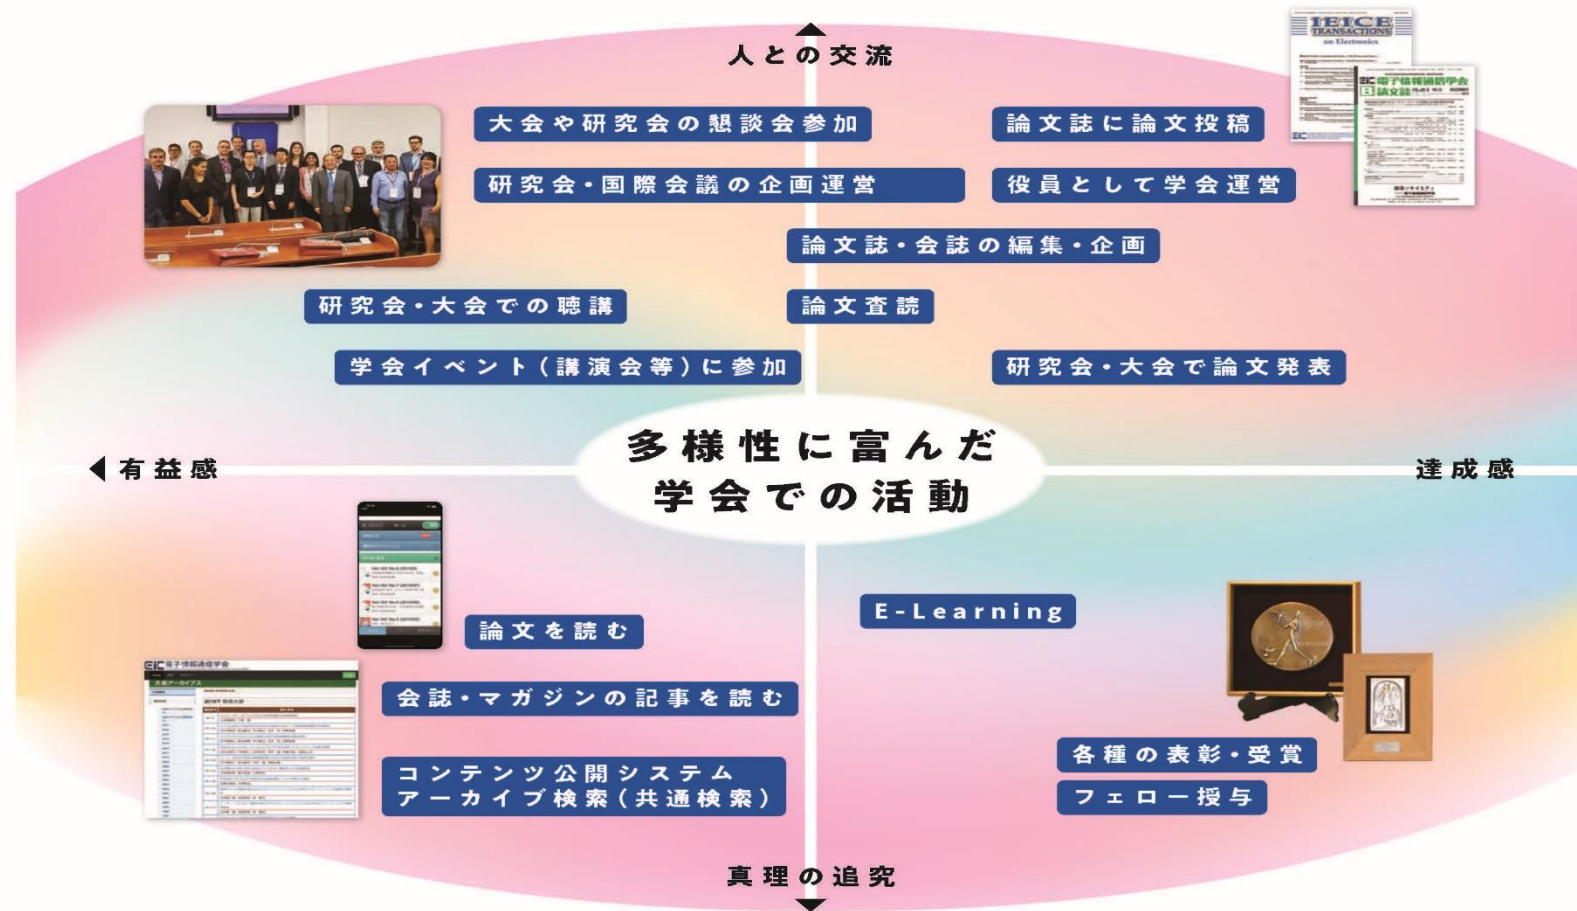 人との交流
IEICE
TRANSACTIONS
on Electronics
電子情報通信学会
B 論文誌
大会や研究会の懇談会参加
論文誌に論文投稿
研究会・国際会議の企画運営
役員として学会運営
論文誌・会誌の編集・企画
研究会・大会での聴講
論文査読
学会イベント(講演会等)に参加
研究会・大会で論文発表
多様性に富んだ
学会での活動
有益感
達成感
E-Learning
論文を読む
電子情報通信学会
大会アーカイブス
会誌・マガジンの記事を読む
コンテンツ公開システム
アーカイブ検索(共通検索)
各種の表彰・受賞
フェロー授与
真理の追究